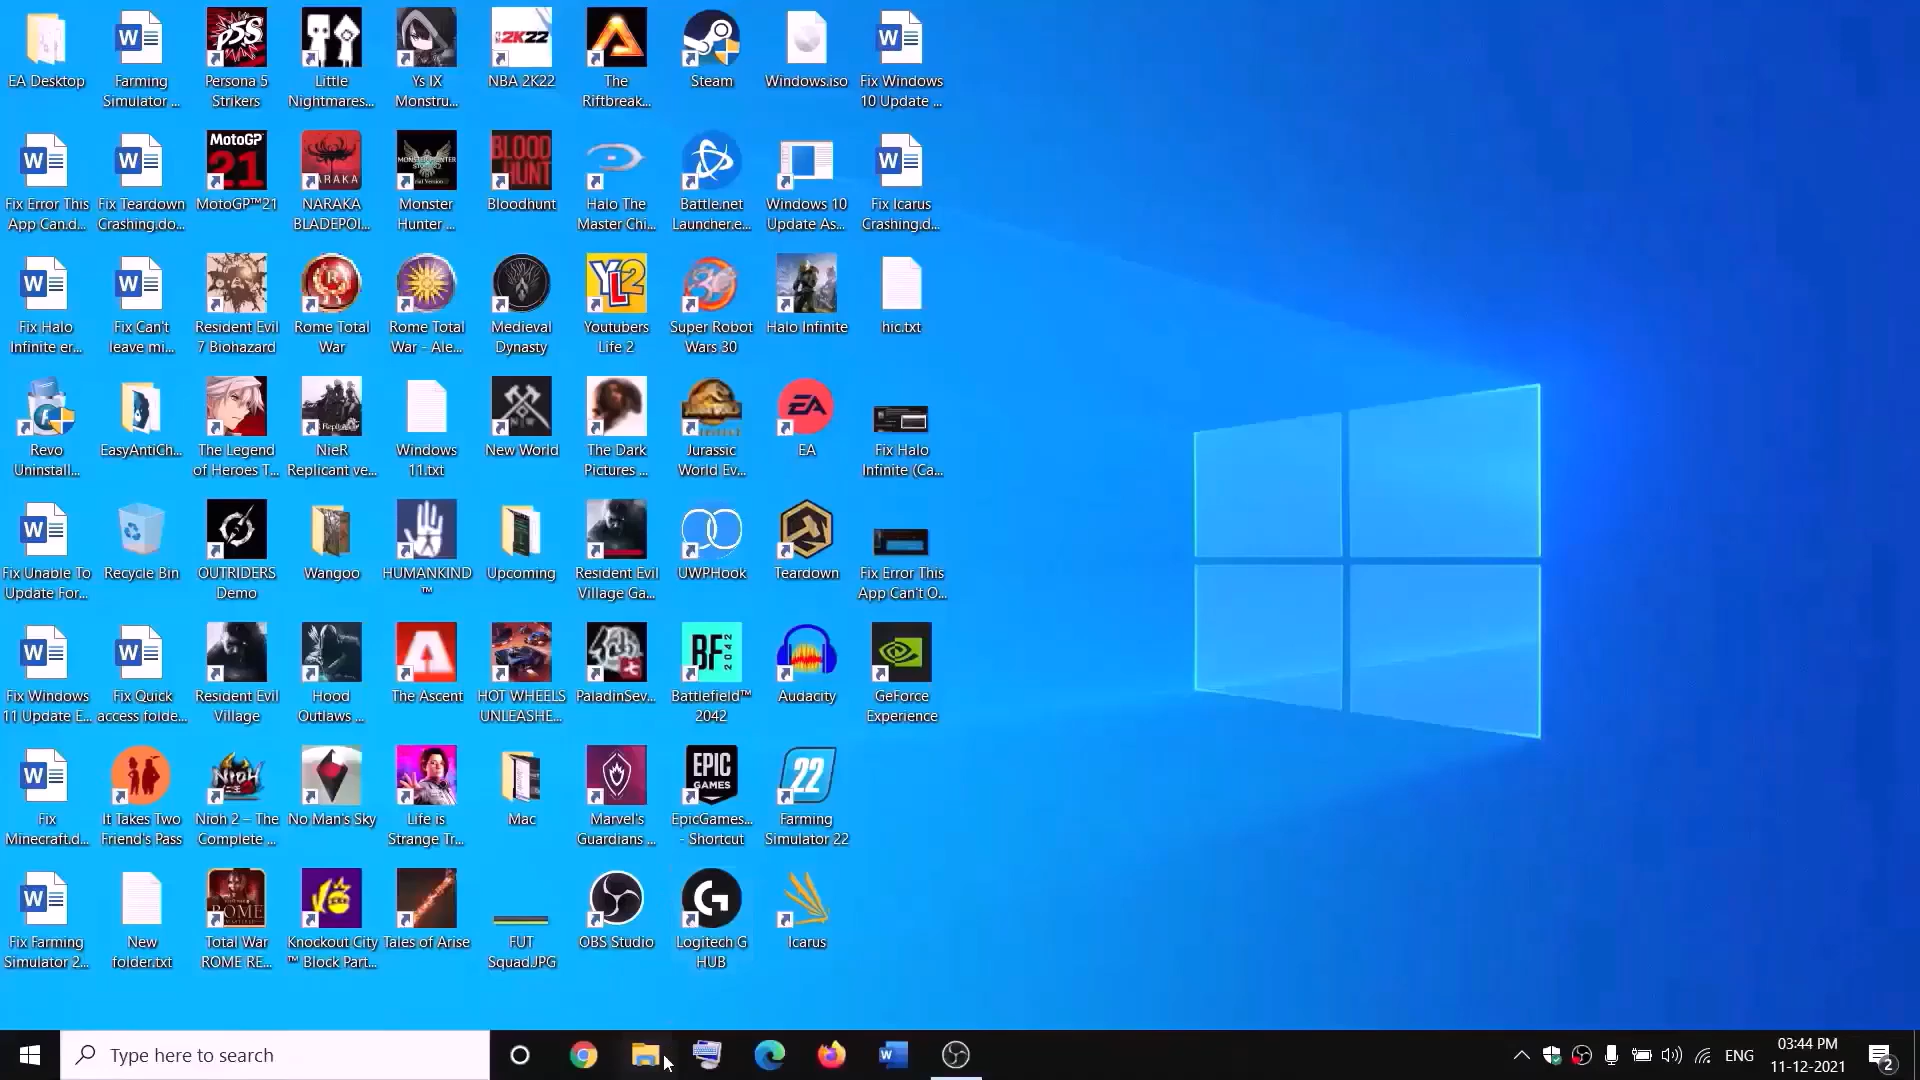 EA Desktop
Farming
Simulator ...
Persona 5
Strikers
Little
Nightmares...
Ys IX
Monstru...
NBA 2K22
The
Riftbreak...
Steam
Windows.iso
Fix Windows
10 Update ...
Fix Error This
App Can.d...
Fix Teardown
Crashing.do...
MotoGP™21
NARAKA
BLADEPOI...
Monster
Hunter ...
Bloodhunt
Halo The
Master Chi...
Battle.net
Launcher.e...
Windows 10
Update As...
Fix Icarus
Crashing.d...
Fix Halo
Infinite er...
Fix Can't
leave mi...
Resident Evil
7 Biohazard
Rome Total
War
Rome Total
War - Ale...
Medieval
Dynasty
Youtubers
Life 2
Super Robot
Wars 30
Halo Infinite
hic.txt
Revo
Uninstall...
EasyAntiCh...
The Legend
of Heroes T...
NieR
Replicant ve...
Windows
11.txt
New World
The Dark
Pictures ...
Jurassic
World Ev...
EA
Fix Halo
Infinite (Ca...
Fix Unable To
Update For...
Recycle Bin
OUTRIDERS
Demo
Wangoo
HUMANKIND
™
Upcoming
Resident Evil
Village Ga...
UWPHook
Teardown
Fix Error This
App Can't O...
Fix Windows
11 Update E...
Fix Quick
access folde...
Resident Evil
Village
Hood
Outlaws ...
The Ascent
HOT WHEELS
UNLEASHE...
PaladinSev...
Battlefield™
2042
Audacity
GeForce
Experience
Fix
Minecraft.d...
It Takes Two
Friend's Pass
Nioh 2 – The
Complete ...
No Man's Sky
Life is
Strange Tr...
Mac
Marvel's
Guardians ...
EpicGames...
- Shortcut
Farming
Simulator 22
Fix Farming
Simulator 2...
New
folder.txt
Total War
ROME RE...
Knockout City
™ Block Part...
Tales of Arise
FUT
Squad.JPG
OBS Studio
Logitech G
HUB
Icarus
Type here to search
ENG
03:44 PM
11-12-2021
2